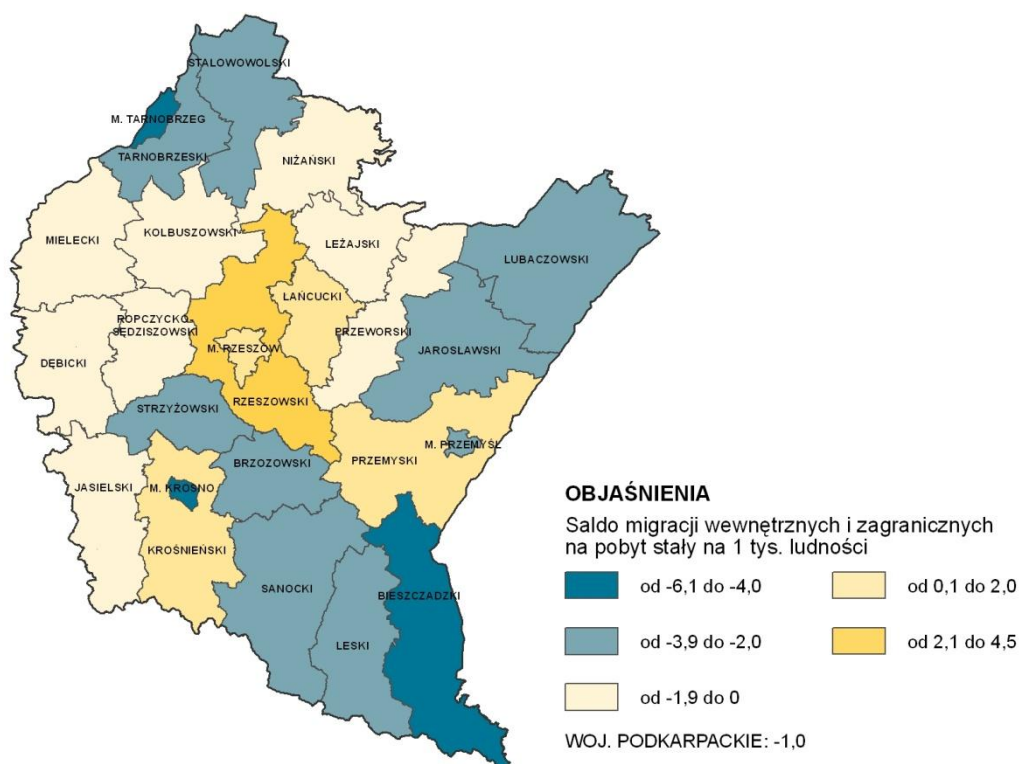 STALOWOWOLSKI
M. TARNOBRZEG
TARNOBRZESKI
NIŻAŃSKI
MIELECKI
KOLBUSZOWSKI
LEŻAJSKI
LUBACZOWSKI
ROPCZYCKO-
SĘDZISZOWSKI
ŁAŃCUCKI
PRZEWORSKI
JAROSŁAWSKI
DĘBICKI
M. RZESZÓW
RZESZOWSKI
STRZYŻOWSKI
M. PRZEMYŚL
PRZEMYSKI
BRZOZOWSKI
JASIELSKI
M. KROSNO
KROŚNIEŃSKI
SANOCKI
LESKI
BIESZCZADZKI
OBJAŚNIENIA
Saldo migracji wewnętrznych i zagranicznych
na pobyt stały na 1 tys. ludności
od -6,1 do -4,0
od 0,1 do 2,0
od -3,9 do -2,0
od 2,1 do 4,5
od -1,9 do 0
WOJ. PODKARPACKIE: -1,0